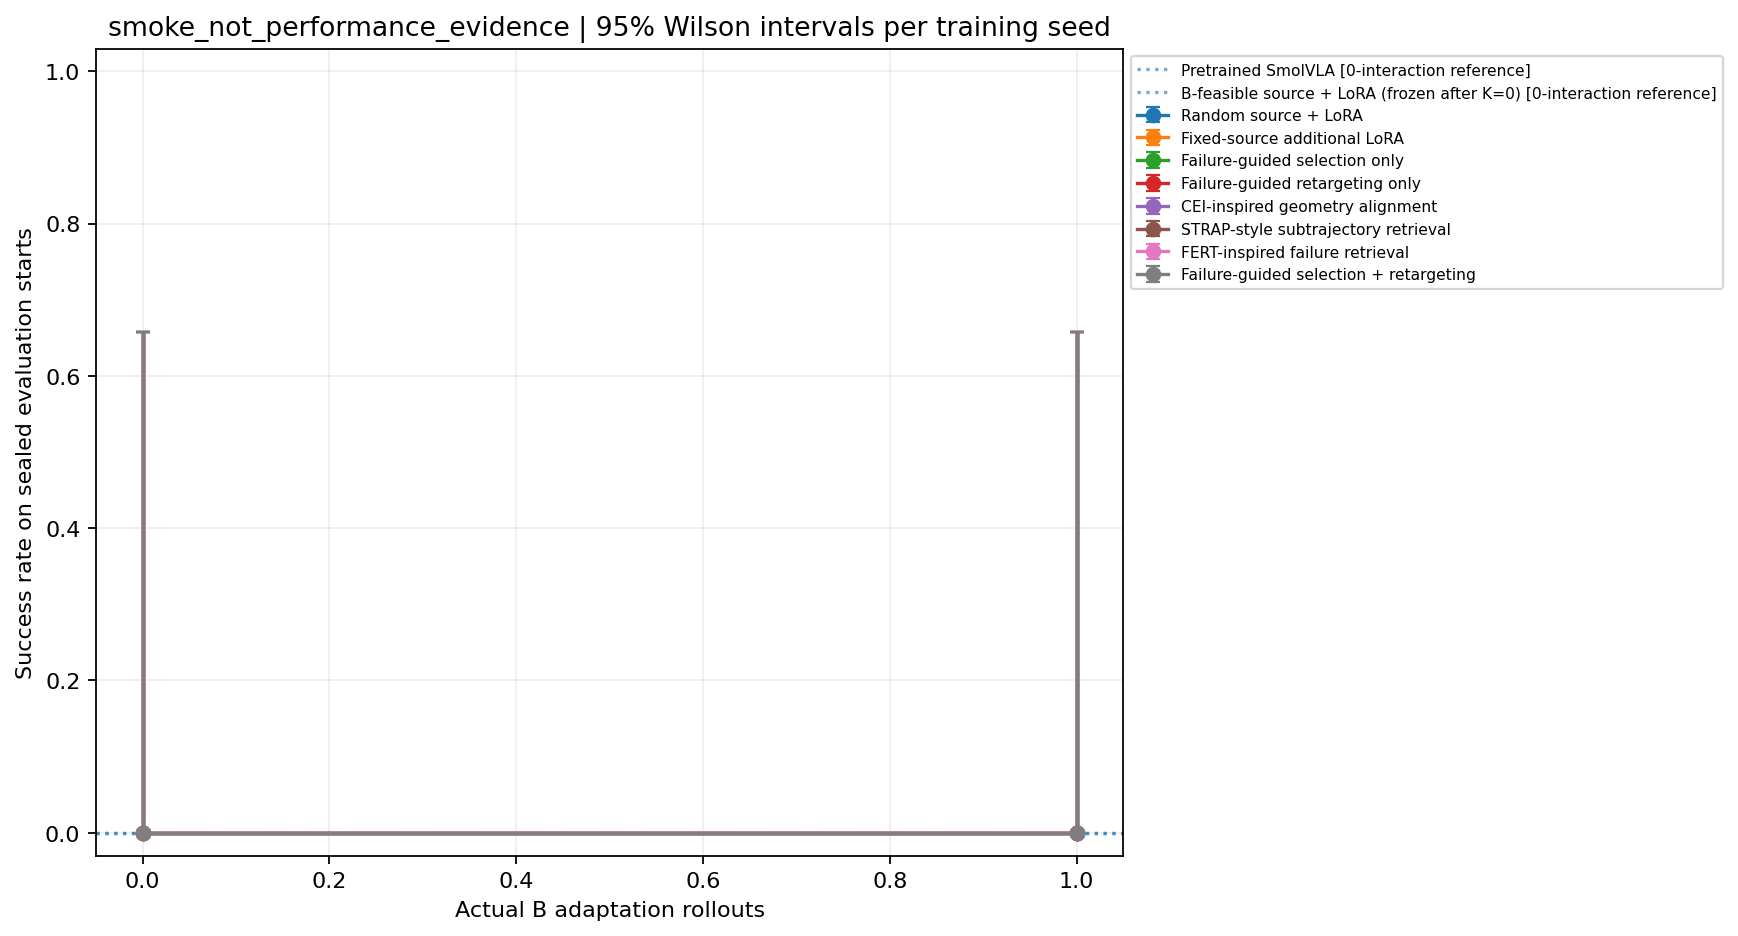 smoke_not_performance_evidence | 95% Wilson intervals per training seed
Success rate on sealed evaluation starts
1.0
0.8
0.6
0.4
0.2
0.0
0.0
0.2
0.4
0.6
0.8
1.0
Actual B adaptation rollouts
Pretrained SmolVLA [0-interaction reference]
B-feasible source + LoRA (frozen after K=0) [0-interaction reference]
Random source + LoRA
Fixed-source additional LoRA
Failure-guided selection only
Failure-guided retargeting only
CEI-inspired geometry alignment
STRAP-style subtrajectory retrieval
FERT-inspired failure retrieval
Failure-guided selection + retargeting